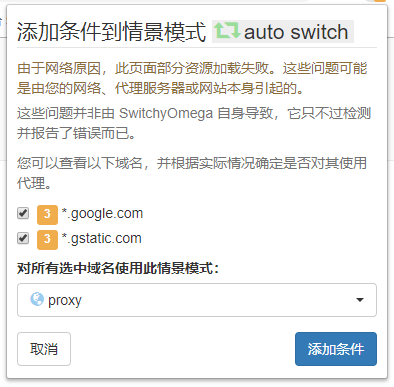 添加条件到情景模式 auto switch
由于网络原因，此页面部分资源加载失败。这些问题可能
是由您的网络、代理服务器或网站本身引起的。
这些问题并非由 SwitchyOmega 自身导致，它只不过检测
并报告了错误而已。
您可以查看以下域名，并根据实际情况确定是否对其使用
代理。
3 *.google.com
3 *.gstatic.com
对所有选中域名使用此情景模式：
proxy
取消 添加条件